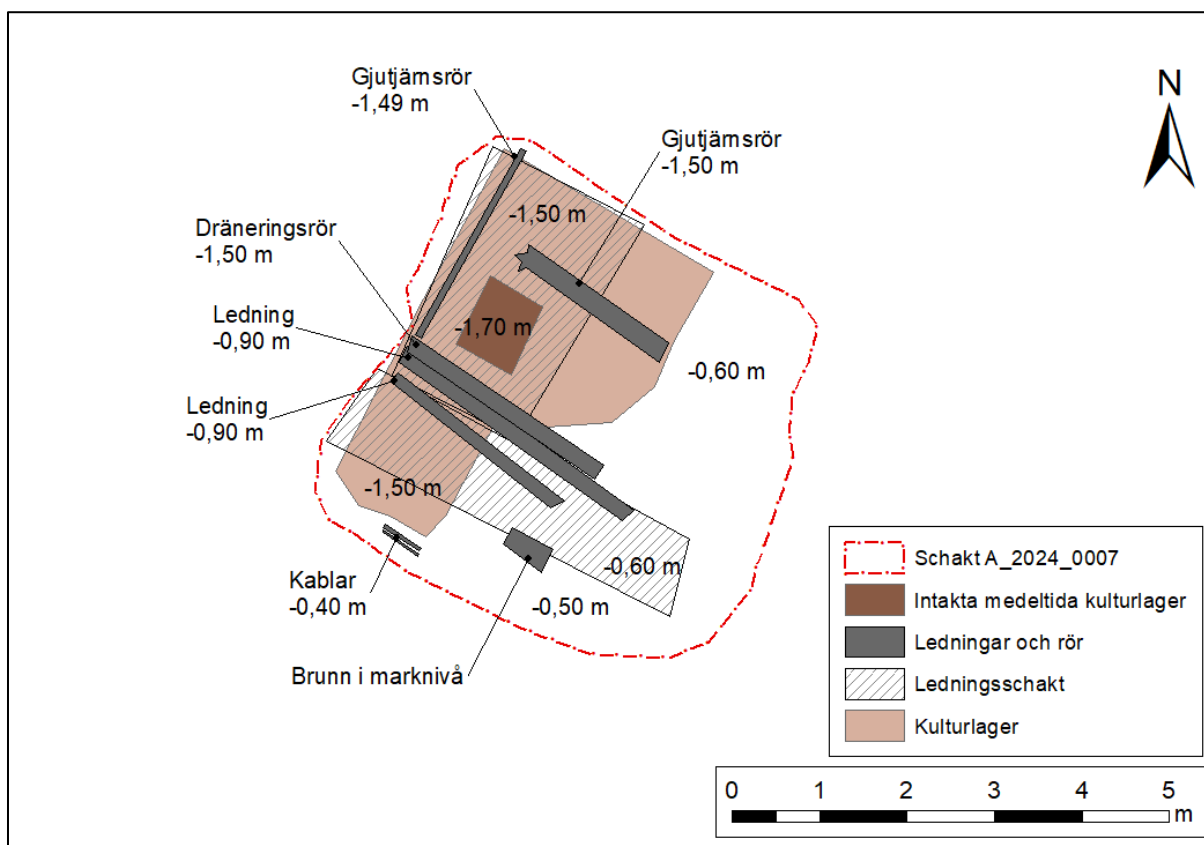 Gjutjärnsrör
-1,49 m
N
Gjutjärnsrör
-1,50 m
-1,50 m
Dräneringsrör
-1,50 m
Ledning
-0,90 m
-1,70 m
-0,60 m
Ledning
-0,90 m
-1,50 m
Kablar
-0,40 m
-0,60 m
-0,50 m
Brunn i marknivå
Schakt A_2024_0007
Intakta medeltida kulturlager
Ledningar och rör
Ledningsschakt
Kulturlager
0 1 2 3 4 5
m